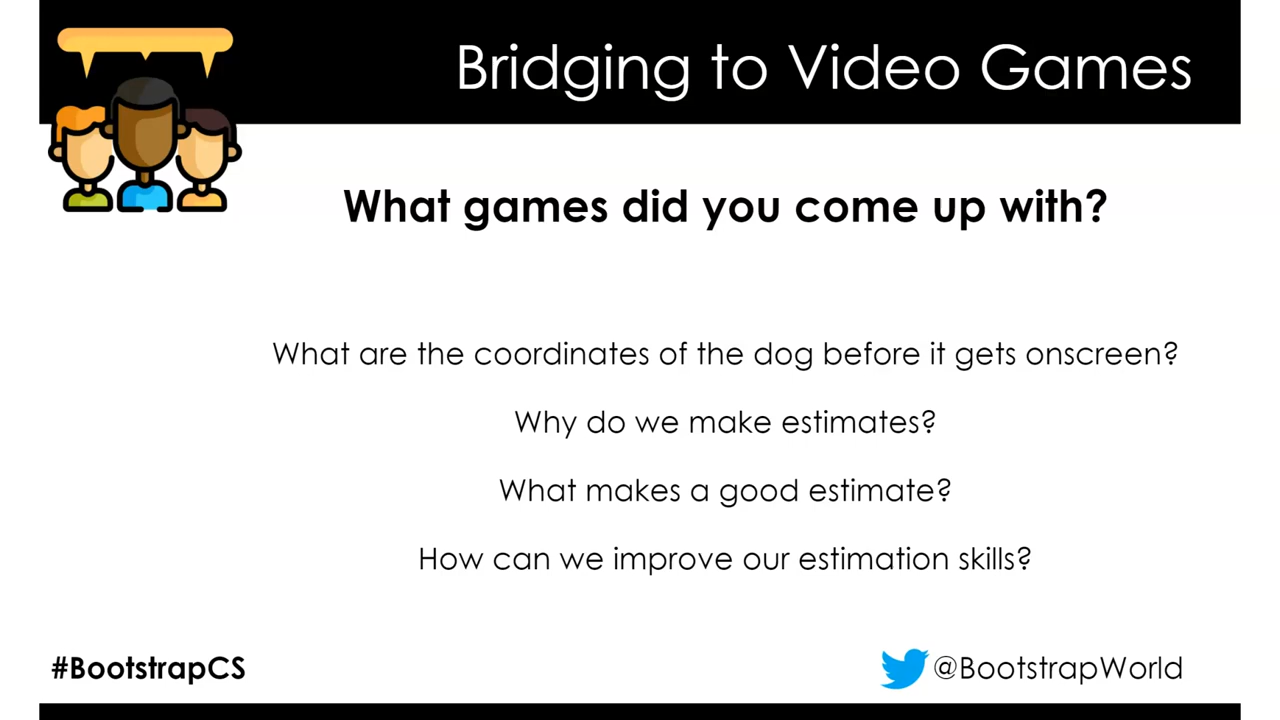 Bridging to Video Games
What games did you come up with?
What are the coordinates of the dog before it gets onscreen?
Why do we make estimates?
What makes a good estimate?
How can we improve our estimation skills?
#BootstrapCS
@BootstrapWorld